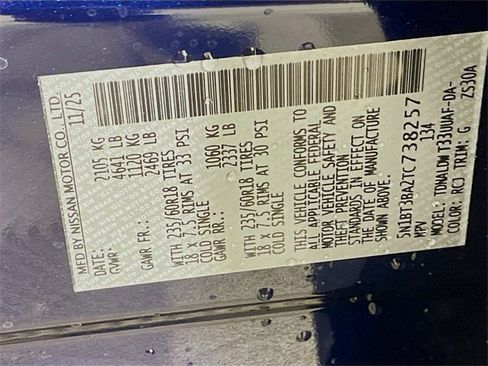 MFD BY NISSAN MOTOR CO., LTD.
DATE: 11/25
GVWR 2105 KG
4641 LB
GAWR FR.: 1120 KG
2469 LB
WITH 235/60R18 TIRES
18 X 7.5 RIMS AT 33 PSI
COLD SINGLE
GAWR RR.: 1060 KG
2337 LB
WITH 235/60R18 TIRES
18 X 7.5 RIMS AT 30 PSI
COLD SINGLE
THIS VEHICLE CONFORMS TO
ALL APPLICABLE FEDERAL
MOTOR VEHICLE SAFETY AND
THEFT PREVENTION
STANDARDS IN EFFECT ON
THE DATE OF MANUFACTURE
SHOWN ABOVE.
5N1BT3BA2TC738257
MPV 134
MODEL: TDMALDW T33UUAF-DA-
COLOR: RCJ TRIM: G ZS30A